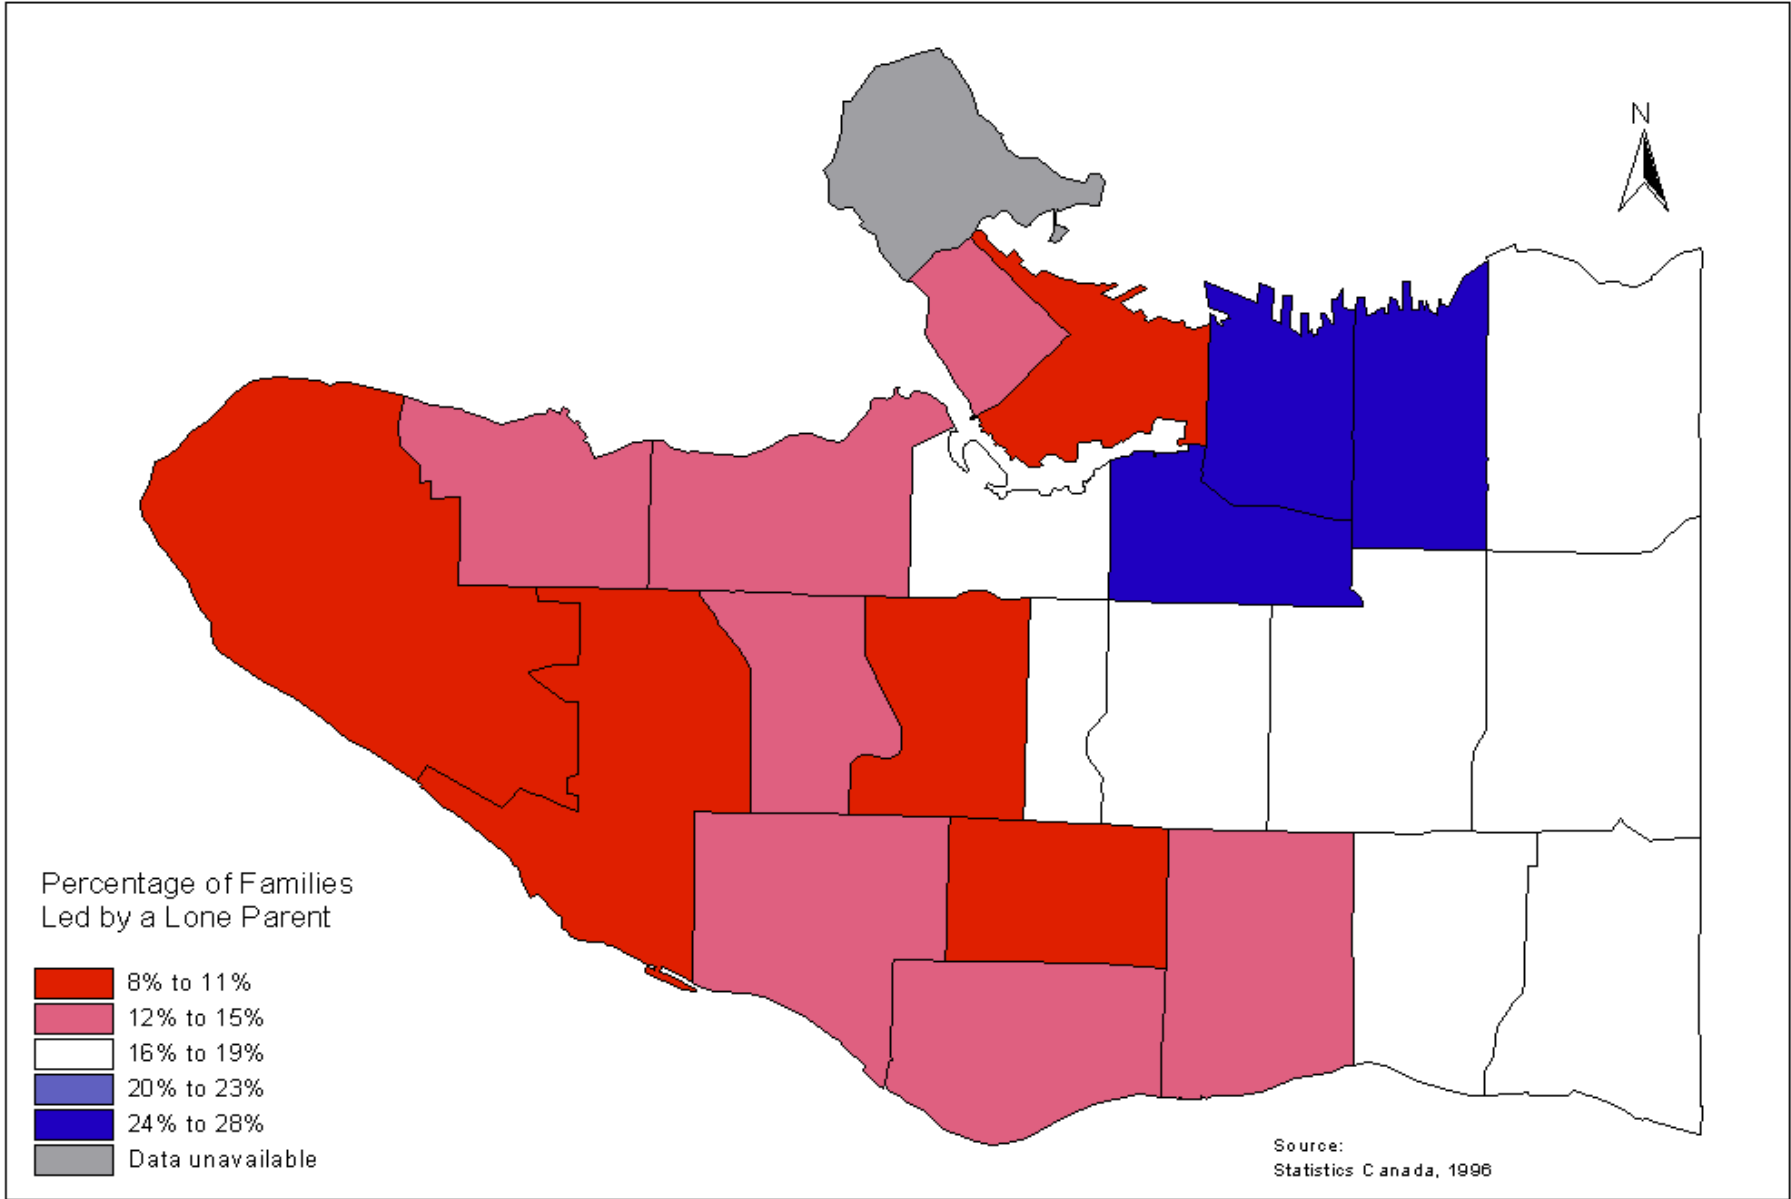 N
Percentage of Families
Led by a Lone Parent
8% to 11%
12% to 15%
16% to 19%
20% to 23%
24% to 28%
Data unavailable
Source:
Statistics Canada, 1996